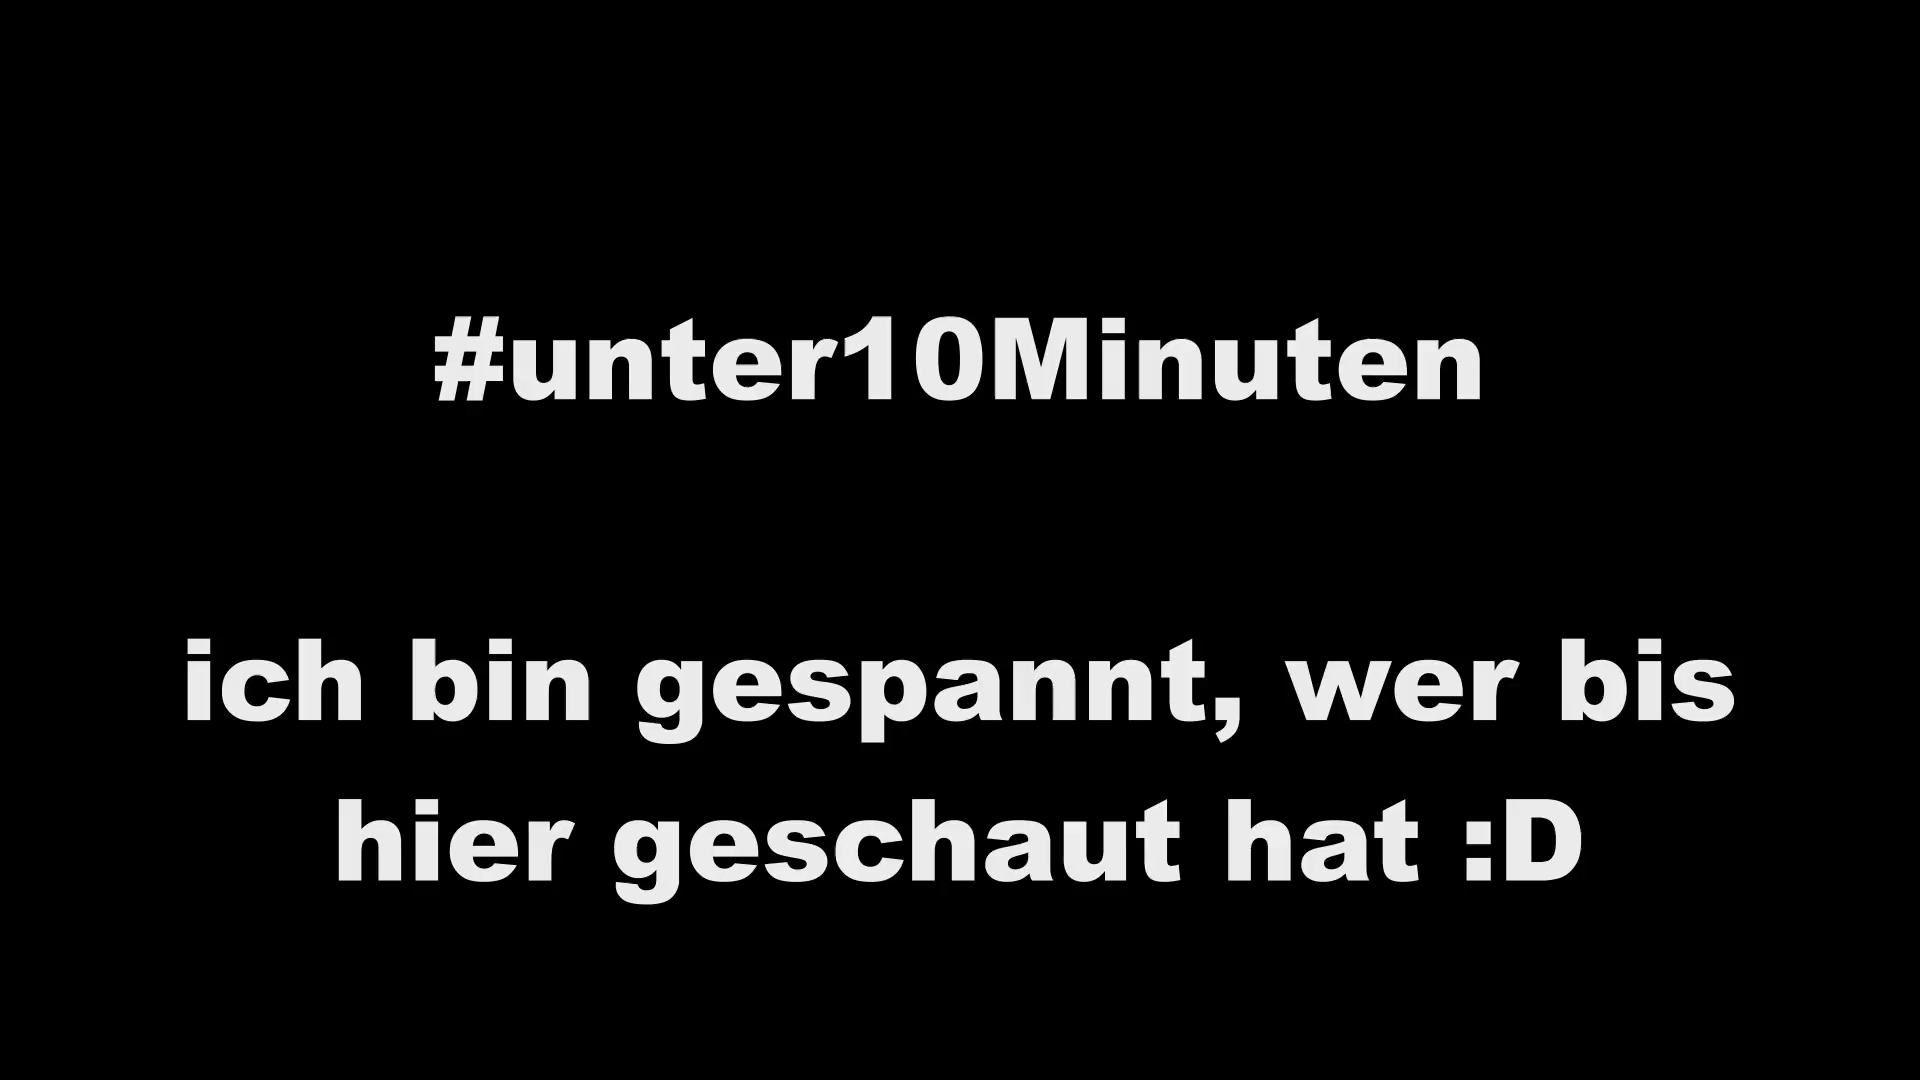 #unter10Minuten
ich bin gespannt, wer bis
hier geschaut hat :D